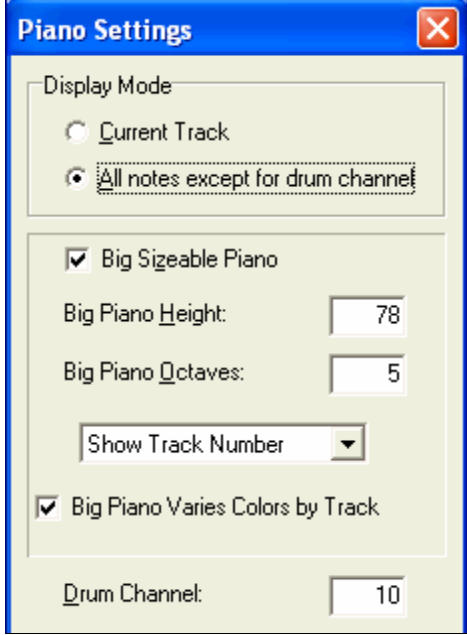 Piano Settings
Display Mode
Current Track
All notes except for drum channel
Big Sizeable Piano
Big Piano Height: 78
Big Piano Octaves: 5
Show Track Number
Big Piano Varies Colors by Track
Drum Channel: 10